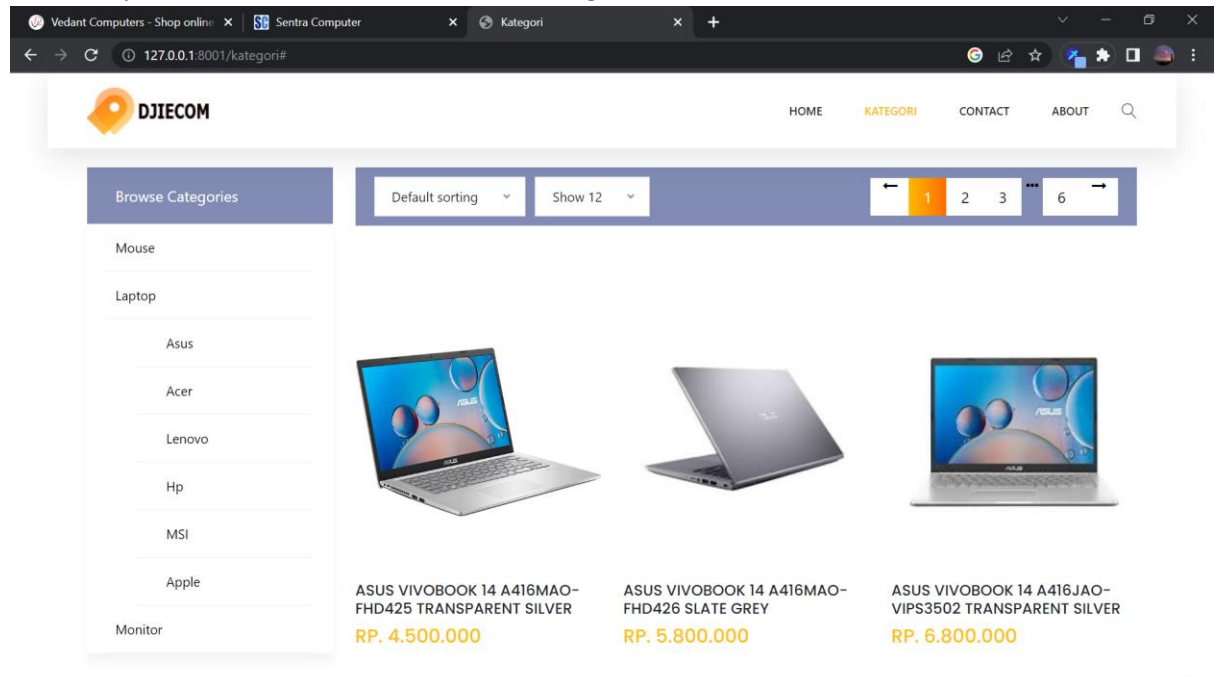 Vedant Computers - Shop online
Sentra Computer
Kategori
127.0.0.1:8001/kategori#
DJIECOM
HOME
KATEGORI
CONTACT
ABOUT
Browse Categories
Default sorting
Show 12
1
2
3
...
6
Mouse
Laptop
Asus
Acer
Lenovo
Hp
MSI
Apple
Monitor
ASUS VIVOBOOK 14 A416MAO-
FHD425 TRANSPARENT SILVER
RP. 4.500.000
ASUS VIVOBOOK 14 A416MAO-
FHD426 SLATE GREY
RP. 5.800.000
ASUS VIVOBOOK 14 A416JAO-
VIPS3502 TRANSPARENT SILVER
RP. 6.800.000